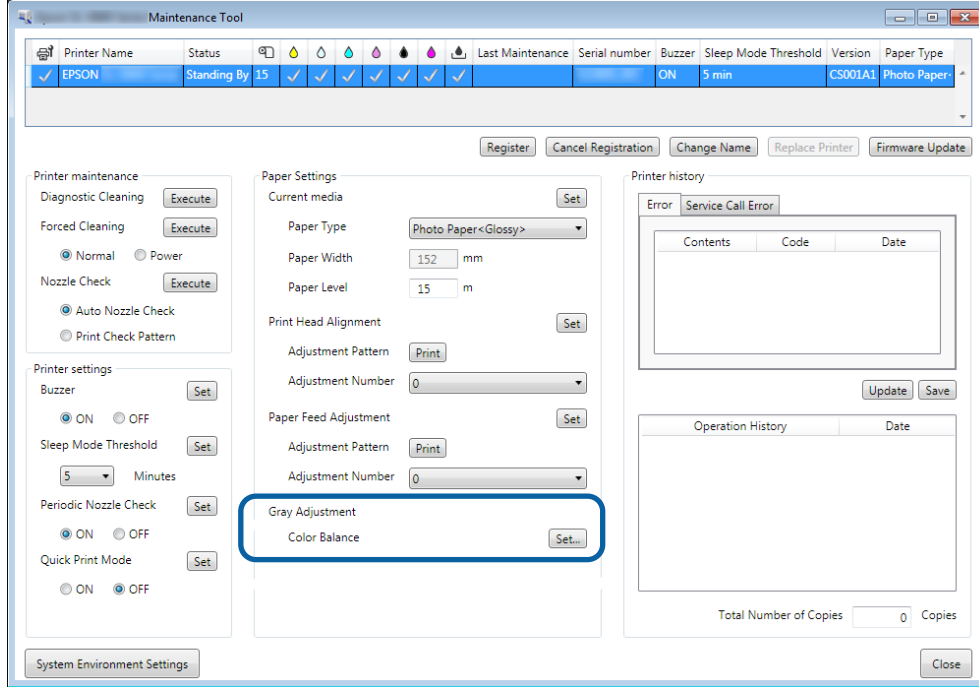 Maintenance Tool
Printer Name Status Last Maintenance Serial number Buzzer Sleep Mode Threshold Version Paper Type
EPSON Standing By 15 ON 5 min CS001A1 Photo Paper
Register Cancel Registration Change Name Replace Printer Firmware Update
Printer maintenance
Diagnostic Cleaning Execute
Forced Cleaning Execute
Normal Power
Nozzle Check Execute
Auto Nozzle Check
Print Check Pattern
Printer settings
Buzzer Set
ON OFF
Sleep Mode Threshold Set
5 Minutes
Periodic Nozzle Check Set
ON OFF
Quick Print Mode Set
ON OFF
Paper Settings
Current media Set
Paper Type Photo Paper<Glossy>
Paper Width 152 mm
Paper Level 15 m
Print Head Alignment Set
Adjustment Pattern Print
Adjustment Number 0
Paper Feed Adjustment Set
Adjustment Pattern Print
Adjustment Number 0
Gray Adjustment
Color Balance Set...
Printer history
Error Service Call Error
Contents Code Date
Update Save
Operation History Date
Total Number of Copies 0 Copies
System Environment Settings Close